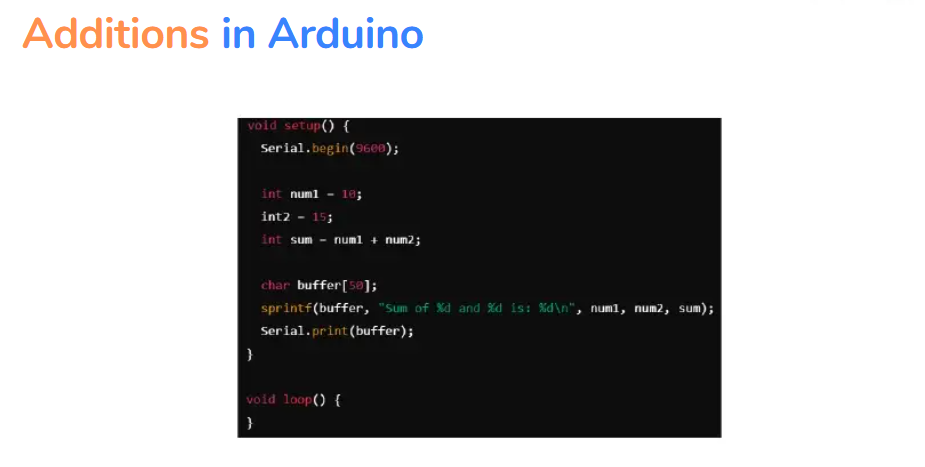 Additions in Arduino
void setup() {
Serial.begin(9600);
int num1 - 10;
int2 - 15;
int sum - num1 + num2;
char buffer[50];
sprintf(buffer, "Sum of %d and %d is: %d\n", num1, num2, sum);
Serial.print(buffer);
}
void loop() {
}